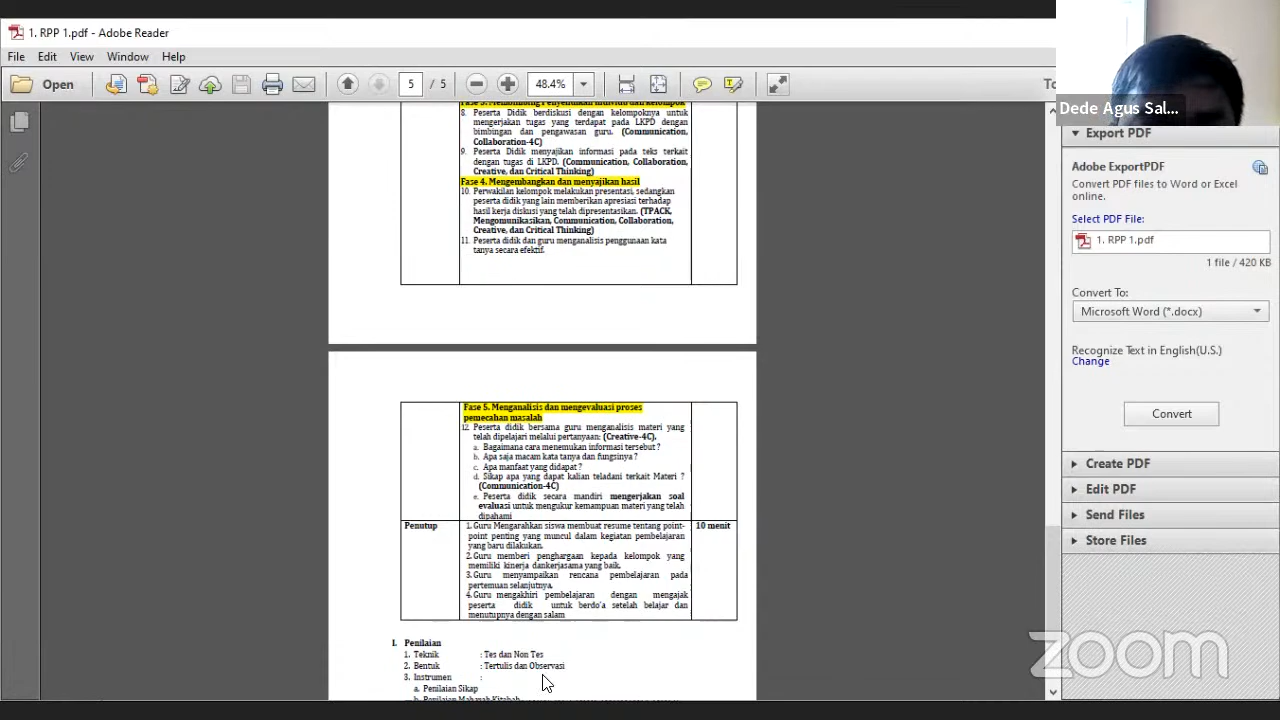 1. RPP 1.pdf - Adobe Reader
File Edit View Window Help
Open 5 / 5 48.4% To
Dede Agus Sal...
8. Peserta Didik berdiskusi dengan kelompoknya untuk
mengerjakan tugas yang terdapat pada LKPD dengan
bimbingan dan pengawasan guru. (Communication,
Collaboration-4C)
9. Peserta Didik menyajikan informasi pada teks terkait
dengan tugas di LKPD. (Communication, Collaboration,
Creative, dan Critical Thinking)
Fase 4. Mengembangkan dan menyajikan hasil
10. Perwakilan kelompok melakukan presentasi, sedangkan
peserta didik yang lain memberikan apresiasi terhadap
hasil kerja diskusi yang telah dipresentasikan. (TPACK,
Mengomunikasikan, Communication, Collaboration,
Creative, dan Critical Thinking)
11. Peserta didik dan guru menganalisis penggunaan kata
tanya secara efektif.
Fase 5. Menganalisis dan mengevaluasi proses
pemecahan masalah
12. Peserta didik bersama guru menganalisis materi yang
telah dipelajari melalui pertanyaan: (Creative-4C).
a. Bagaimana cara menemukan informasi tersebut ?
b. Apa saja macam kata tanya dan fungsinya ?
c. Apa manfaat yang didapat ?
d. Sikap apa yang dapat kalian teladani terkait Materi ?
(Communication-4C)
e. Peserta didik secara mandiri mengerjakan soal
evaluasi untuk mengukur kemampuan materi yang telah
dipahami
Penutup
1. Guru Mengarahkan siswa membuat resume tentang point-
point penting yang muncul dalam kegiatan pembelajaran
yang baru dilakukan.
2. Guru memberi penghargaan kepada kelompok yang
memiliki kinerja dankerjasama yang baik.
3. Guru menyampaikan rencana pembelajaran pada
pertemuan selanjutnya.
4. Guru mengakhiri pembelajaran dengan mengajak
peserta didik untuk berdo'a setelah belajar dan
menutupnya dengan salam
10 menit
I. Penilaian
1. Teknik : Tes dan Non Tes
2. Bentuk : Tertulis dan Observasi
3. Instrumen :
a. Penilaian Sikap
Export PDF
Adobe ExportPDF
Convert PDF files to Word or Excel
online.
Select PDF File:
1. RPP 1.pdf
1 file / 420 KB
Convert To:
Microsoft Word (*.docx)
Recognize Text in English(U.S.)
Change
Convert
Create PDF
Edit PDF
Send Files
Store Files
zoom